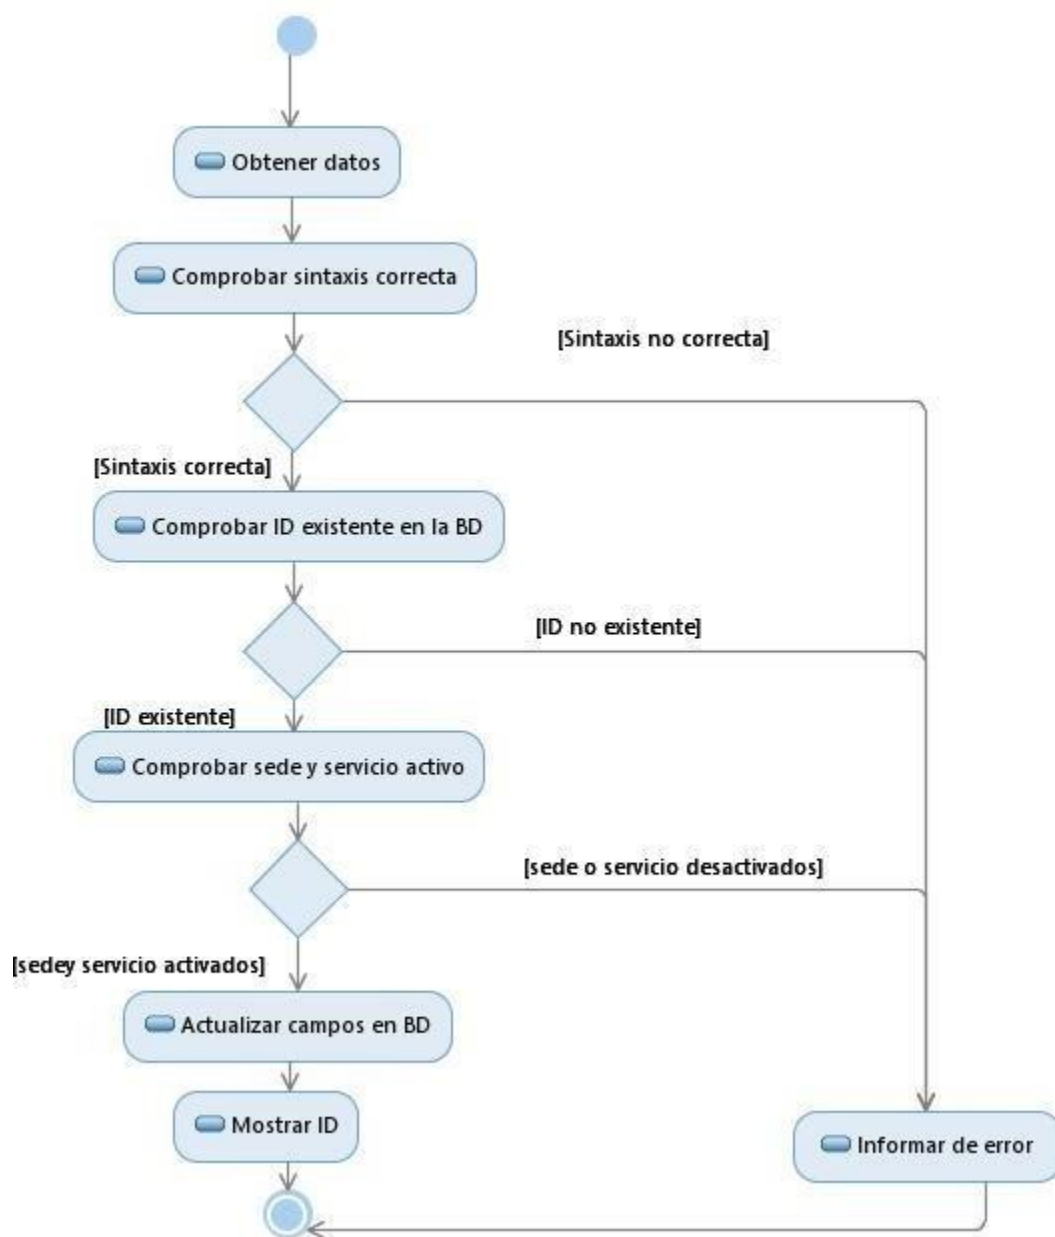 Obtener datos
Comprobar sintaxis correcta
[Sintaxis no correcta]
[Sintaxis correcta]
Comprobar ID existente en la BD
[ID no existente]
[ID existente]
Comprobar sede y servicio activo
[sede o servicio desactivados]
[sedey servicio activados]
Actualizar campos en BD
Mostrar ID
Informar de error